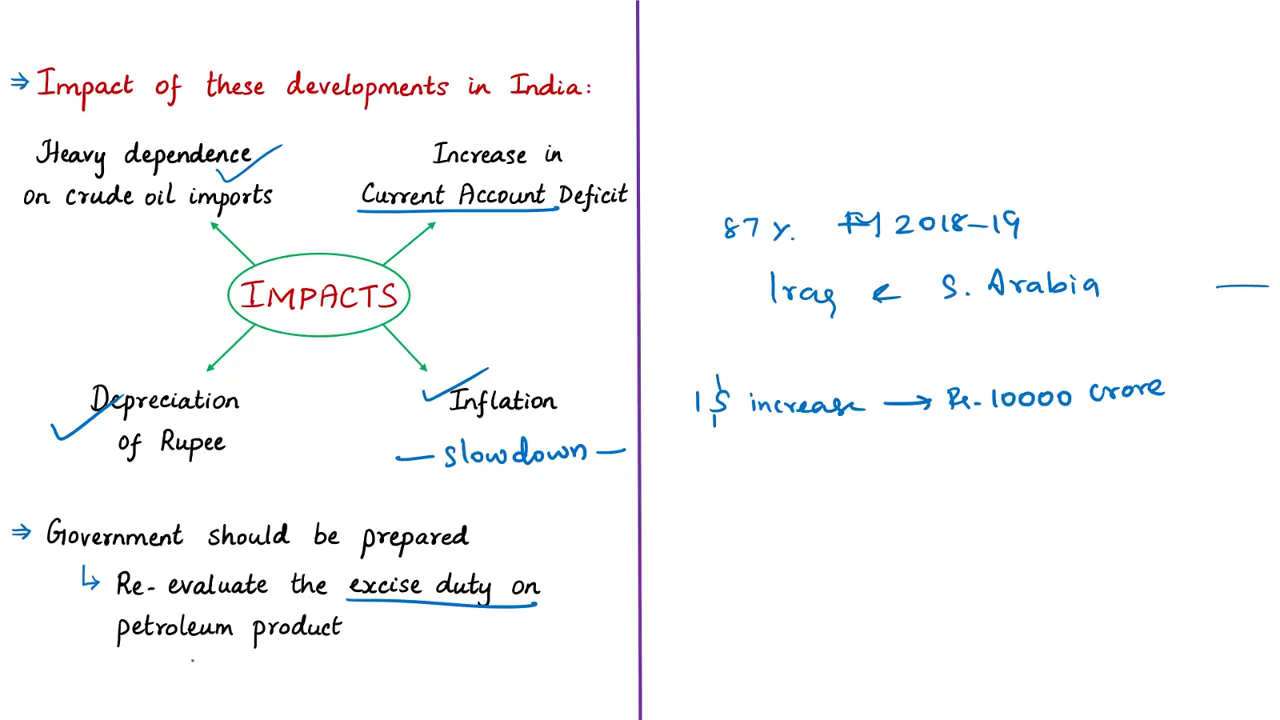 ⇒ Impact of these developments in India:
Heavy dependence
on crude oil imports
Increase in
Current Account Deficit
IMPACTS
Depreciation
of Rupee
Inflation
— slowdown —
⇒ Government should be prepared
↳ Re-evaluate the excise duty on
petroleum product
87 %. FY 2018-19
Iraq & S. Arabia —
1 $ increase → Rs. 10000 crore